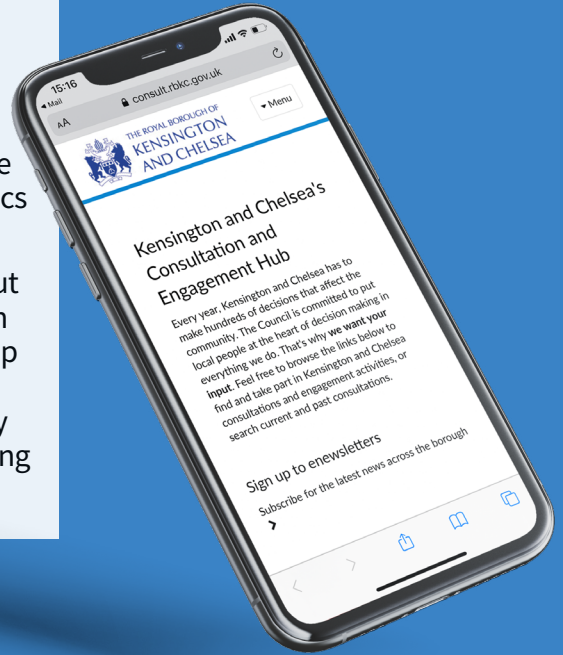 e
cs
ut
n
p
y
ng
15:16
Mail
AA
consult.rbkc.gov.uk
THE ROYAL BOROUGH OF
KENSINGTON
AND CHELSEA
Menu
Kensington and Chelsea's
Consultation and
Engagement Hub
Every year, Kensington and Chelsea has to
make hundreds of decisions that affect the
community. The Council is committed to put
local people at the heart of decision making in
everything we do. That's why we want your
input. Feel free to browse the links below to
find and take part in Kensington and Chelsea
consultations and engagement activities, or
search current and past consultations.
Sign up to enewsletters
Subscribe for the latest news across the borough